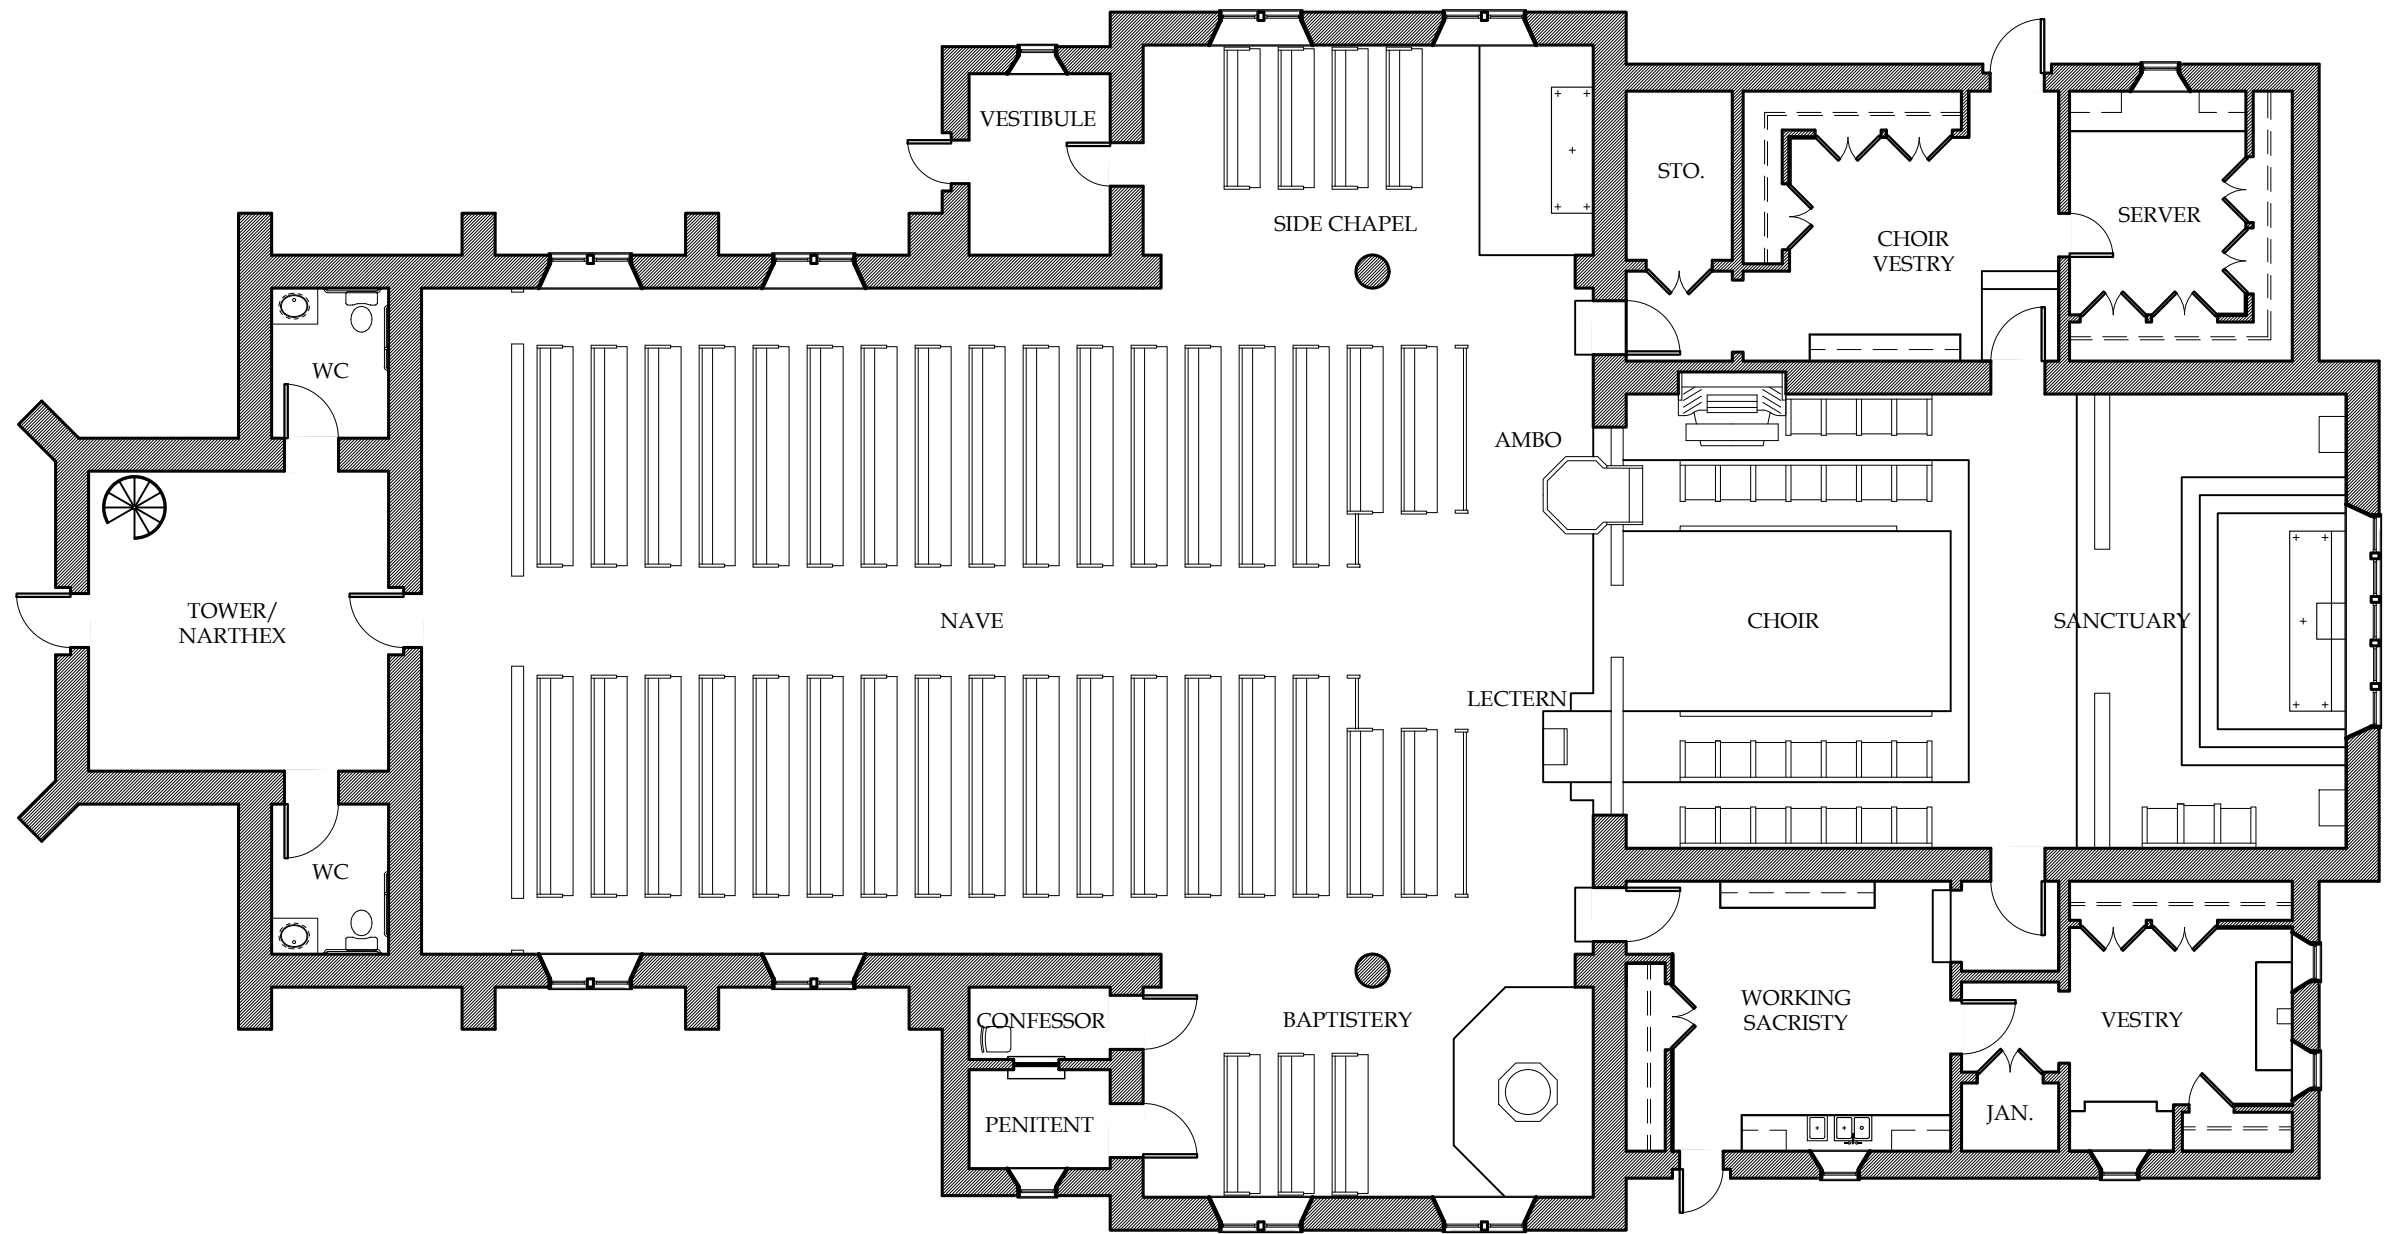 VESTIBULE
STO.
SIDE CHAPEL
SERVER
CHOIR
VESTRY
WC
AMBO
TOWER/
NARTHEX
NAVE
CHOIR
SANCTUARY
LECTERN
WC
WORKING
SACRISTY
CONFESSOR
BAPTISTERY
VESTRY
PENITENT
JAN.